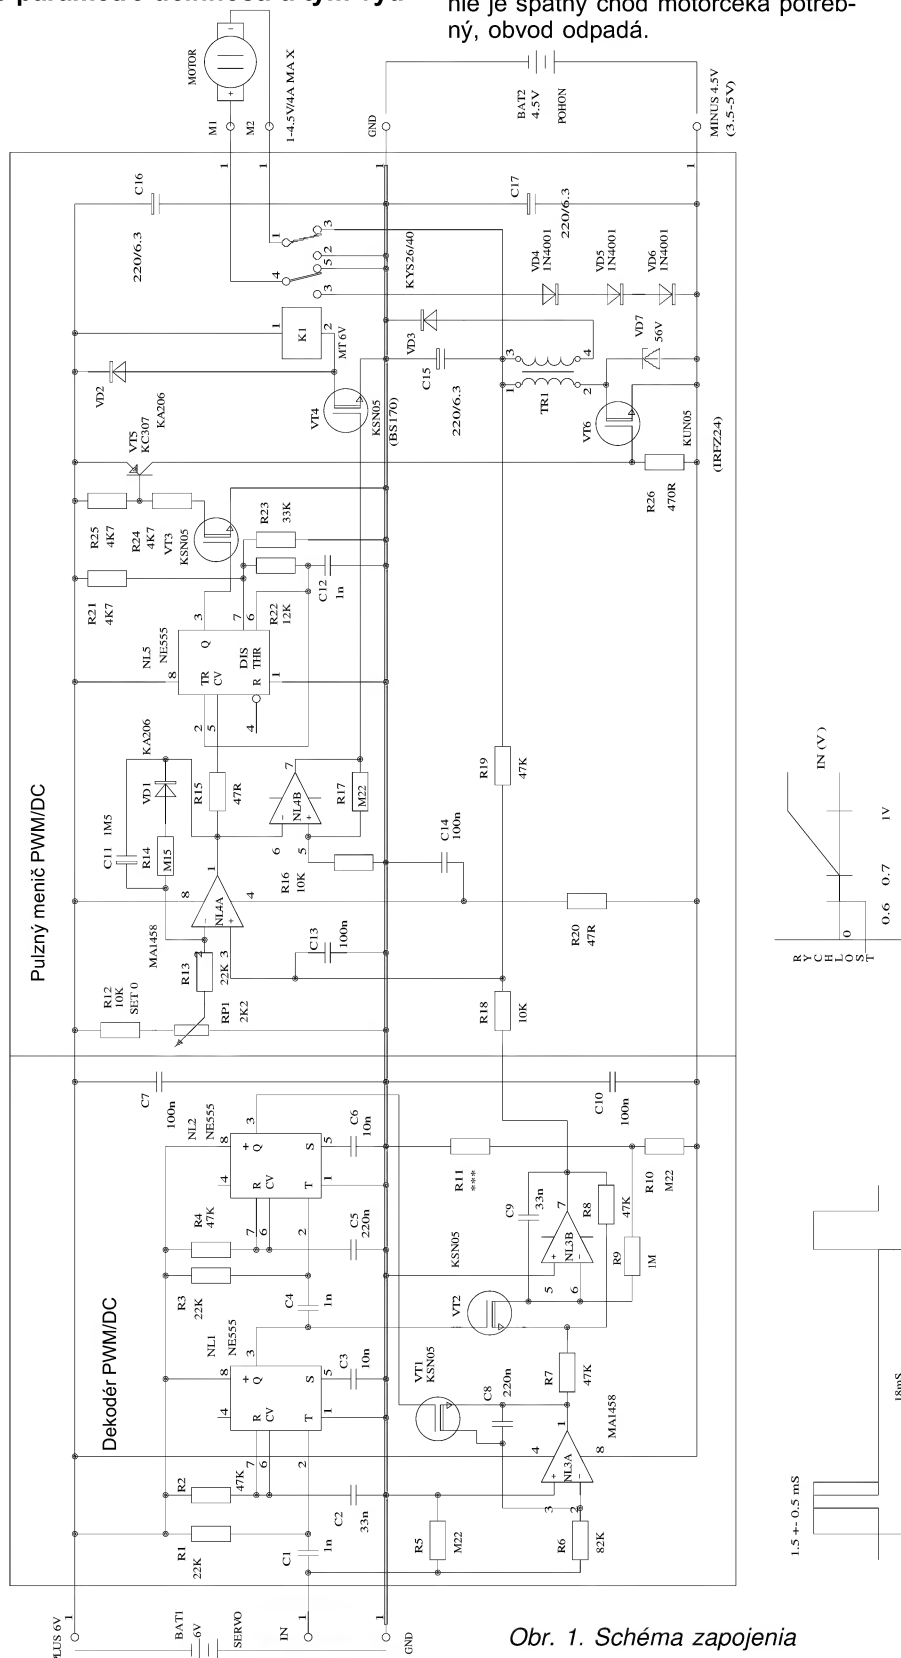 nie je spätný chod motorčeka potreb-
ný, obvod odpadá.
MOTOR
M1
M2
1-4.5V/4A MAX
GND
BAT2
4.5V
POHON
MINUS 4.5V
(3.5-5V)
C16
220/6.3
C17
220/6.3
KYS26/40
VD4
1N4001
VD5
1N4001
VD6
1N4001
K1
MT 6V
VD3
VD7
56V
VD2
KA206
C15
220/6.3
TR1
VT4
KSN05
(BS170)
VT6
KUN05
(IRFZ24)
VT5
KC307
R25
4K7
R24
4K7
VT3
KSN05
R23
33K
R26
470R
R21
4K7
R22
12K
C12
1n
NL5
NE555
Q
DIS
THR
TR
CV
R
KA206
VD1
R15
47R
NL4B
R17
M22
R19
47K
Pulzný menič PWM/DC
C11
1M5
R14
M15
R16
10K
C14
100n
MA1458
NL4A
R13
22K
C13
100n
R20
47R
R12
10K
SET 0
RP1
2K2
R18
10K
IN (V)
RYCHLOST
0
0.6
0.7
1V
C7
100n
C10
100n
NL2
NE555
Q
S
R
CV
T
C6
10n
R11
***
R10
M22
R4
47K
C5
220n
KSN05
C9
33n
NL3B
R8
47K
R9
1M
R3
22K
C4
1n
VT2
Dekodér PWM/DC
NL1
NE555
Q
S
R
CV
T
C3
10n
VT1
KSN05
C8
220n
R7
47K
MA1458
NL3A
18mS
R2
47K
C2
33n
R5
M22
R6
82K
1.5 +- 0.5 mS
R1
22K
C1
1n
PLUS 6V
BAT1
6V
SERVO
IN
GND
Obr. 1. Schéma zapojenia